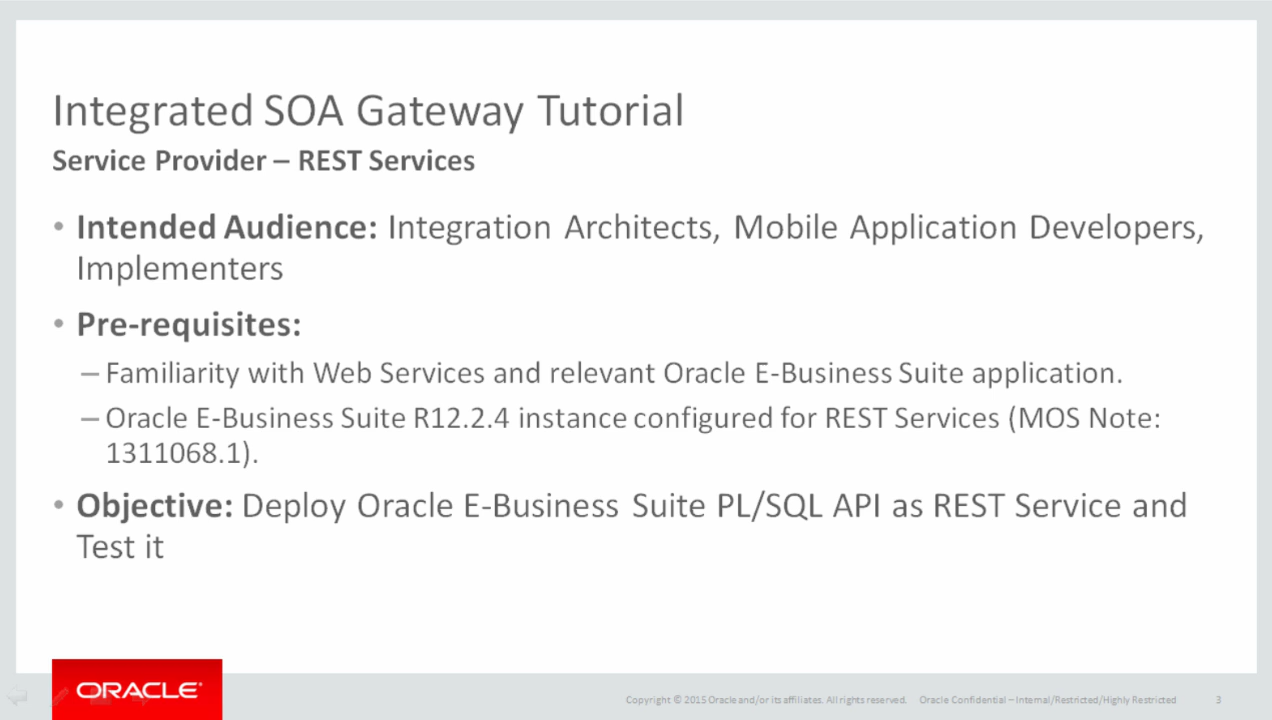 Integrated SOA Gateway Tutorial
Service Provider – REST Services
• Intended Audience: Integration Architects, Mobile Application Developers,
Implementers
• Pre-requisites:
– Familiarity with Web Services and relevant Oracle E-Business Suite application.
– Oracle E-Business Suite R12.2.4 instance configured for REST Services (MOS Note:
1311068.1).
• Objective: Deploy Oracle E-Business Suite PL/SQL API as REST Service and
Test it
ORACLE®
Copyright © 2015 Oracle and/or its affiliates. All rights reserved. Oracle Confidential – Internal/Restricted/Highly Restricted 3